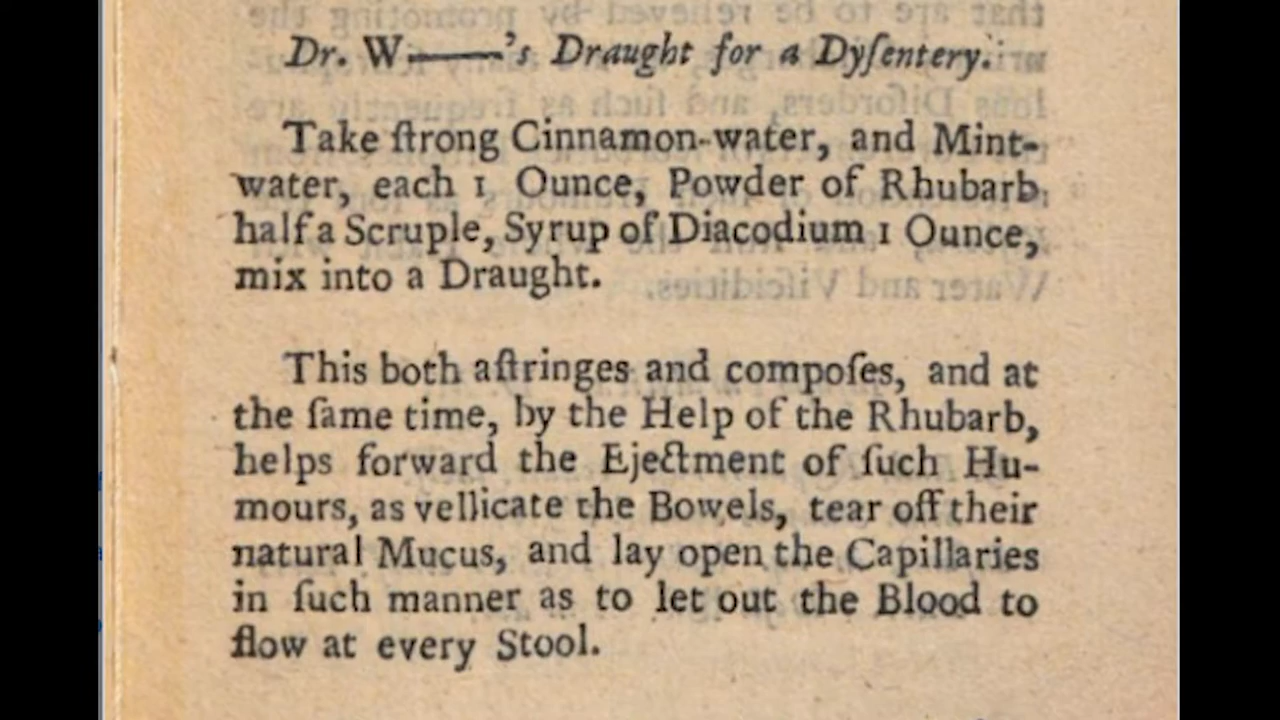 Dr. W——'s Draught for a Dyſentery.
Take ſtrong Cinnamon-water, and Mint-
water, each 1 Ounce, Powder of Rhubarb
half a Scruple, Syrup of Diacodium 1 Ounce,
mix into a Draught.
This both aſtringes and compoſes, and at
the ſame time, by the Help of the Rhubarb,
helps forward the Ejectment of ſuch Hu-
mours, as vellicate the Bowels, tear off their
natural Mucus, and lay open the Capillaries
in ſuch manner as to let out the Blood to
flow at every Stool.